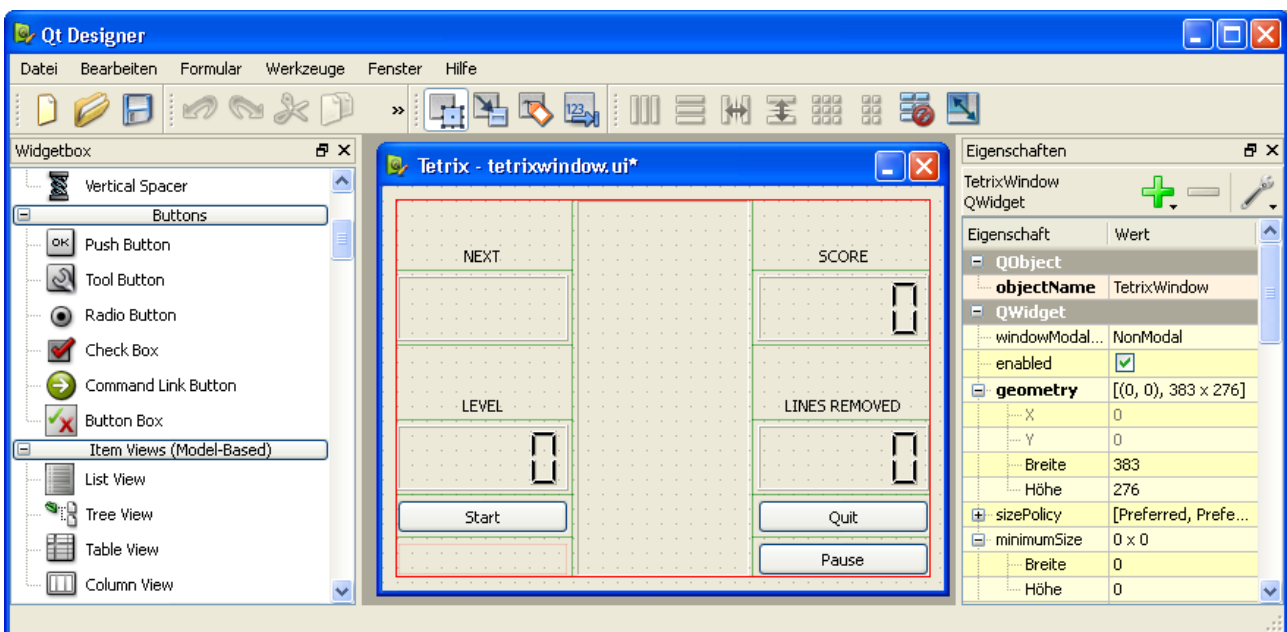 Qt Designer
Datei Bearbeiten Formular Werkzeuge Fenster Hilfe
» 123
Widgetbox
Vertical Spacer
Buttons
OK Push Button
Tool Button
Radio Button
Check Box
Command Link Button
Button Box
Item Views (Model-Based)
List View
Tree View
Table View
Column View
Tetrix - tetrixwindow.ui*
NEXT
SCORE
0
LEVEL
LINES REMOVED
0
0
Start
Quit
Pause
Eigenschaften
TetrixWindow
QWidget
Eigenschaft Wert
QObject
objectName TetrixWindow
QWidget
windowModal... NonModal
enabled
geometry [(0, 0), 383 x 276]
X 0
Y 0
Breite 383
Höhe 276
sizePolicy [Preferred, Prefe...
minimumSize 0 x 0
Breite 0
Höhe 0